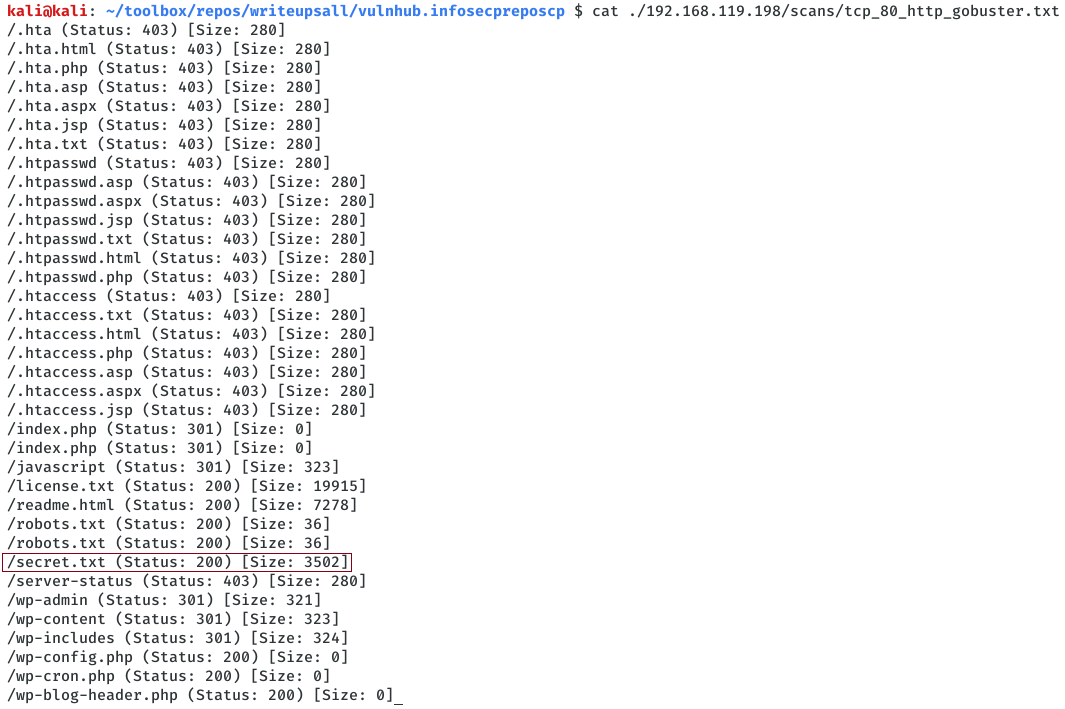 kali@kali: ~/toolbox/repos/writeupsall/vulnhub.infosecpreposcp $ cat ./192.168.119.198/scans/tcp_80_http_gobuster.txt
/.hta (Status: 403) [Size: 280]
/.hta.html (Status: 403) [Size: 280]
/.hta.php (Status: 403) [Size: 280]
/.hta.asp (Status: 403) [Size: 280]
/.hta.aspx (Status: 403) [Size: 280]
/.hta.jsp (Status: 403) [Size: 280]
/.hta.txt (Status: 403) [Size: 280]
/.htpasswd (Status: 403) [Size: 280]
/.htpasswd.asp (Status: 403) [Size: 280]
/.htpasswd.aspx (Status: 403) [Size: 280]
/.htpasswd.jsp (Status: 403) [Size: 280]
/.htpasswd.txt (Status: 403) [Size: 280]
/.htpasswd.html (Status: 403) [Size: 280]
/.htpasswd.php (Status: 403) [Size: 280]
/.htaccess (Status: 403) [Size: 280]
/.htaccess.txt (Status: 403) [Size: 280]
/.htaccess.html (Status: 403) [Size: 280]
/.htaccess.php (Status: 403) [Size: 280]
/.htaccess.asp (Status: 403) [Size: 280]
/.htaccess.aspx (Status: 403) [Size: 280]
/.htaccess.jsp (Status: 403) [Size: 280]
/index.php (Status: 301) [Size: 0]
/index.php (Status: 301) [Size: 0]
/javascript (Status: 301) [Size: 323]
/license.txt (Status: 200) [Size: 19915]
/readme.html (Status: 200) [Size: 7278]
/robots.txt (Status: 200) [Size: 36]
/robots.txt (Status: 200) [Size: 36]
/secret.txt (Status: 200) [Size: 3502]
/server-status (Status: 403) [Size: 280]
/wp-admin (Status: 301) [Size: 321]
/wp-content (Status: 301) [Size: 323]
/wp-includes (Status: 301) [Size: 324]
/wp-config.php (Status: 200) [Size: 0]
/wp-cron.php (Status: 200) [Size: 0]
/wp-blog-header.php (Status: 200) [Size: 0]_